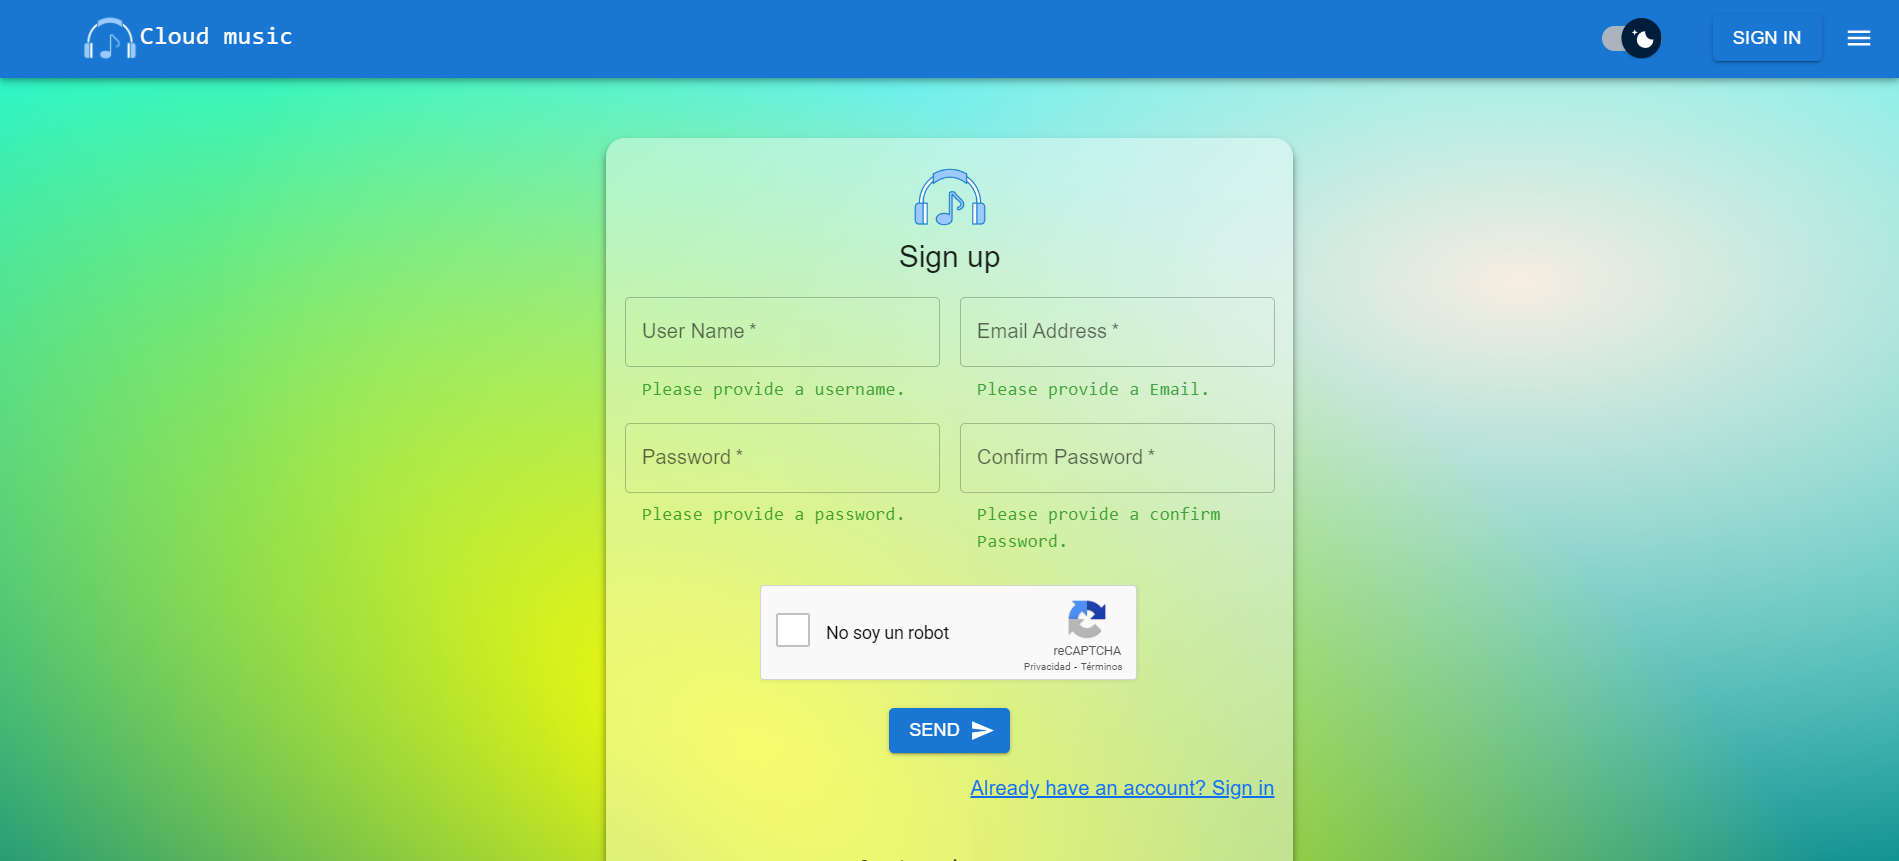 Cloud music
SIGN IN
Sign up
User Name *
Email Address *
Please provide a username.
Please provide a Email.
Password *
Confirm Password *
Please provide a password.
Please provide a confirm
Password.
No soy un robot
reCAPTCHA
Privacidad - Términos
SEND
Already have an account? Sign in